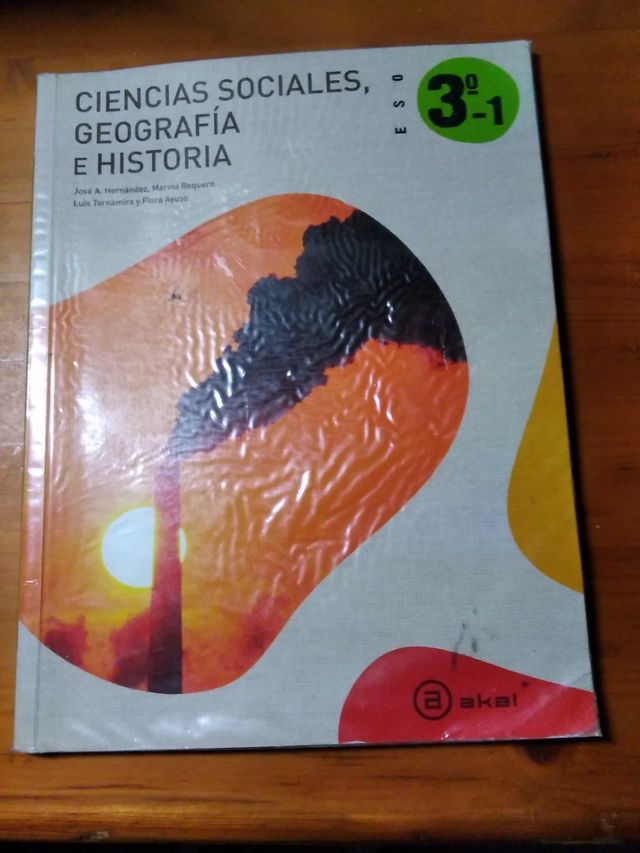 CIENCIAS SOCIALES,
GEOGRAFÍA
E HISTORIA
José A. Hernández, Marina Requero
Luis Tornamira y Flora Ayuso
ESO
3º-1
a akal